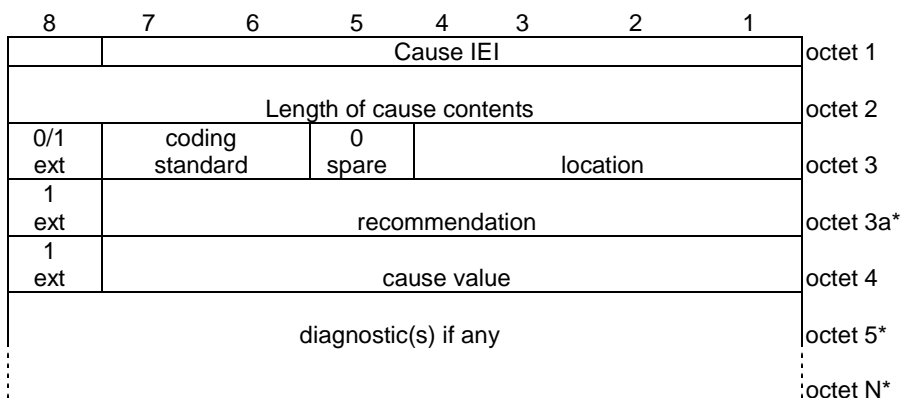 8 7 6 5 4 3 2 1
Cause IEI octet 1
Length of cause contents octet 2
0/1 coding 0
ext standard spare location octet 3
1
ext recommendation octet 3a*
1
ext cause value octet 4
diagnostic(s) if any octet 5*
octet N*